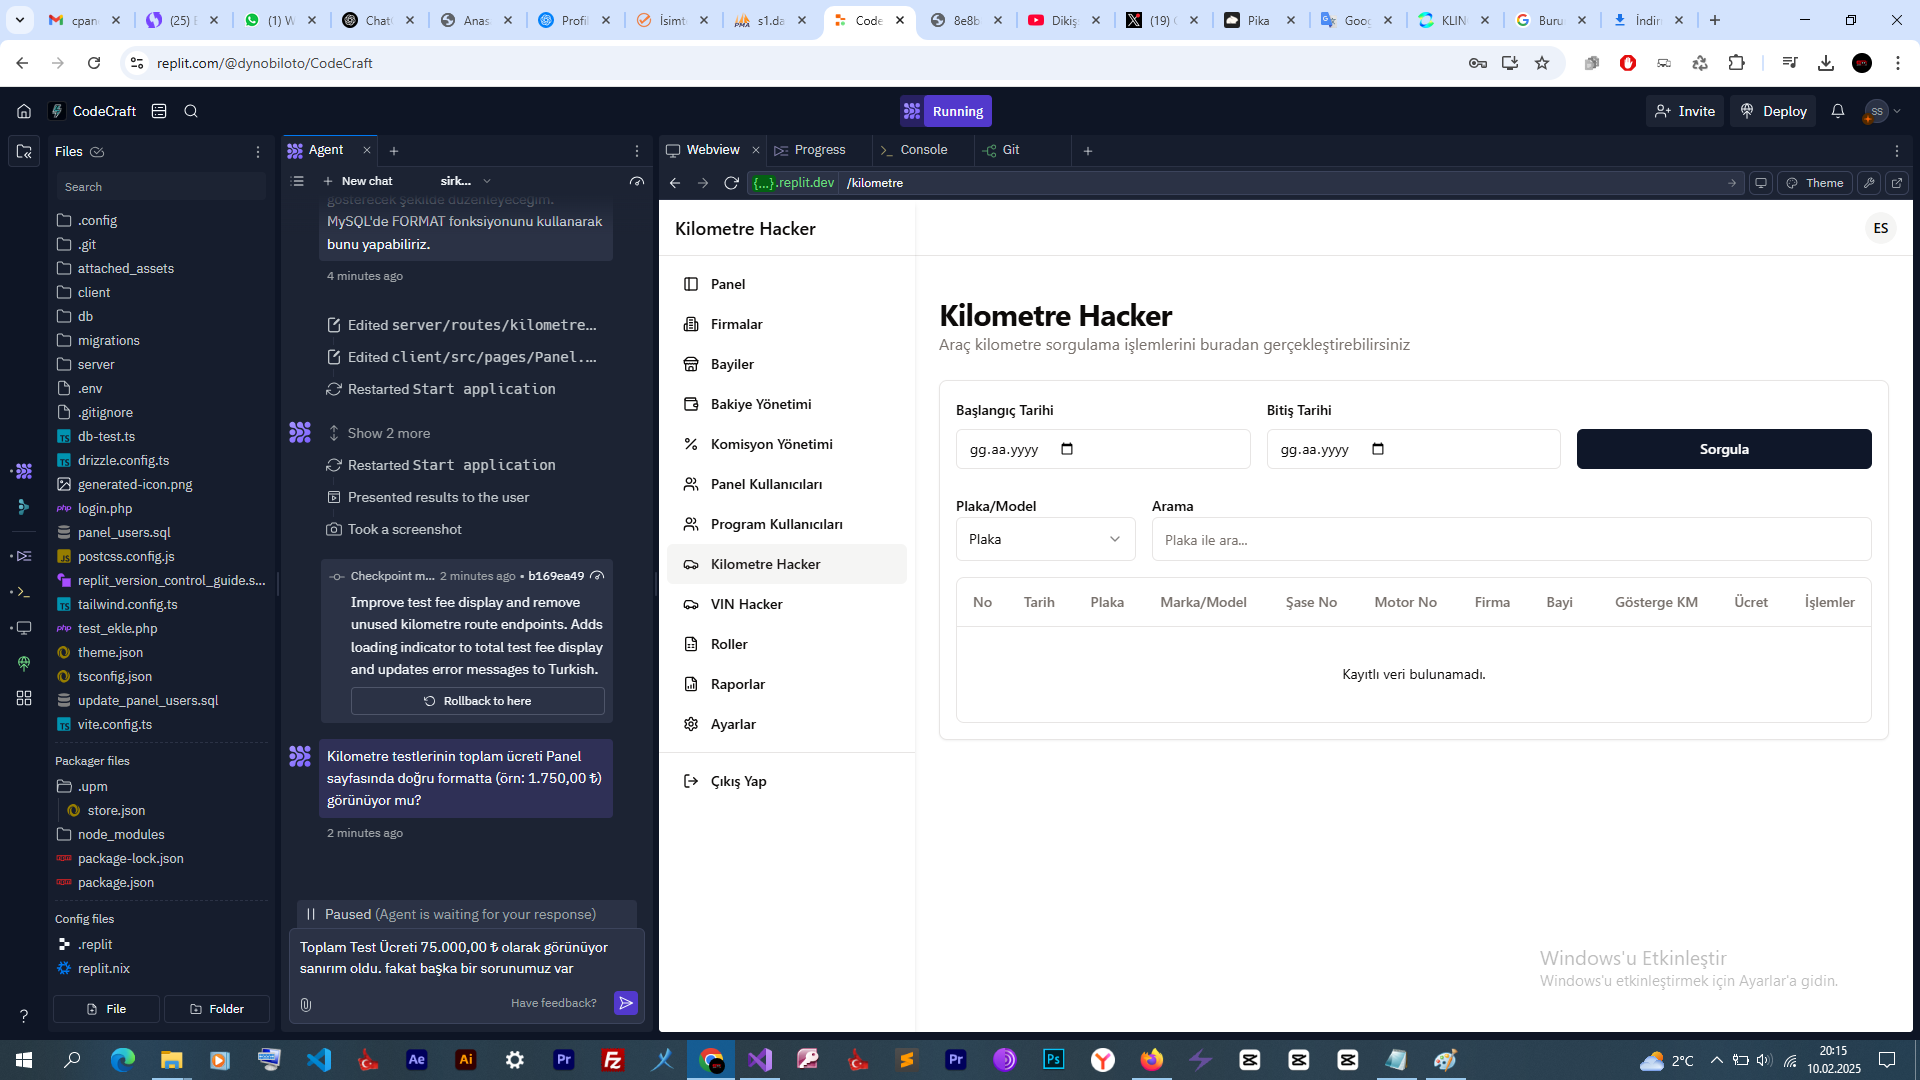 cpan
(25) E
(1) W
Chat
Anas
Profil
İsimt
s1.da
Code
8e8b
Dikiş
(19)
Pika
Goog
KLIN
Buru
İndir
replit.com/@dynobiloto/CodeCraft
CodeCraft
Running
Invite
Deploy
SS
Files
Search
.config
.git
attached_assets
client
db
migrations
server
.env
.gitignore
db-test.ts
drizzle.config.ts
generated-icon.png
login.php
panel_users.sql
postcss.config.js
replit_version_control_guide.s...
tailwind.config.ts
test_ekle.php
theme.json
tsconfig.json
update_panel_users.sql
vite.config.ts
Packager files
.upm
store.json
node_modules
package-lock.json
package.json
Config files
.replit
replit.nix
File
Folder
Agent
New chat
sirk...
gösterecek şekilde düzenleyeceğim.
MySQL'de FORMAT fonksiyonunu kullanarak
bunu yapabiliriz.
4 minutes ago
Edited server/routes/kilometre...
Edited client/src/pages/Panel....
Restarted Start application
Show 2 more
Restarted Start application
Presented results to the user
Took a screenshot
Checkpoint m... 2 minutes ago • b169ea49
Improve test fee display and remove
unused kilometre route endpoints. Adds
loading indicator to total test fee display
and updates error messages to Turkish.
Rollback to here
Kilometre testlerinin toplam ücreti Panel
sayfasında doğru formatta (örn: 1.750,00 ₺)
görünüyor mu?
2 minutes ago
Paused (Agent is waiting for your response)
Toplam Test Ücreti 75.000,00 ₺ olarak görünüyor
sanırım oldu. fakat başka bir sorunumuz var
Have feedback?
Webview
Progress
Console
Git
{...}.replit.dev /kilometre
Theme
Kilometre Hacker
ES
Panel
Firmalar
Bayiler
Bakiye Yönetimi
Komisyon Yönetimi
Panel Kullanıcıları
Program Kullanıcıları
Kilometre Hacker
VIN Hacker
Roller
Raporlar
Ayarlar
Çıkış Yap
Kilometre Hacker
Araç kilometre sorgulama işlemlerini buradan gerçekleştirebilirsiniz
Başlangıç Tarihi
Bitiş Tarihi
gg.aa.yyyy
gg.aa.yyyy
Sorgula
Plaka/Model
Arama
Plaka
Plaka ile ara...
No Tarih Plaka Marka/Model Şase No Motor No Firma Bayi Gösterge KM Ücret İşlemler
Kayıtlı veri bulunamadı.
Windows'u Etkinleştir
Windows'u etkinleştirmek için Ayarlar'a gidin.
2°C
20:15
10.02.2025